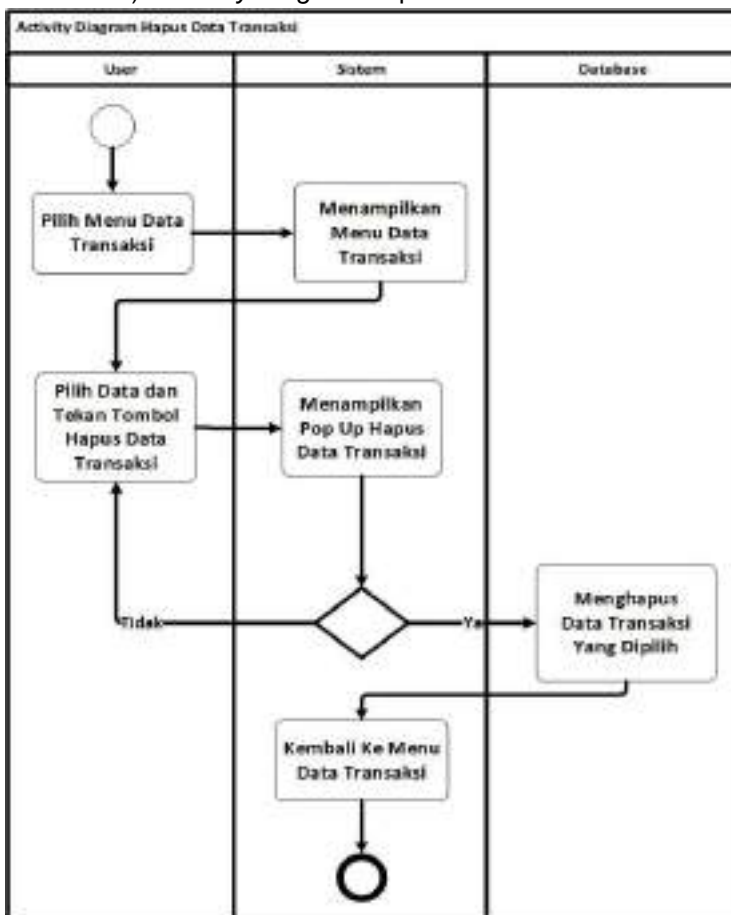 Activity Diagram Hapus Data Transaksi
User
Sistem
Database
Pilih Menu Data
Transaksi
Menampilkan
Menu Data
Transaksi
Pilih Data dan
Tekan Tombol
Hapus Data
Transaksi
Menampilkan
Pop Up Hapus
Data Transaksi
Tidak
Ya
Menghapus
Data Transaksi
Yang Dipilih
Kembali Ke Menu
Data Transaksi